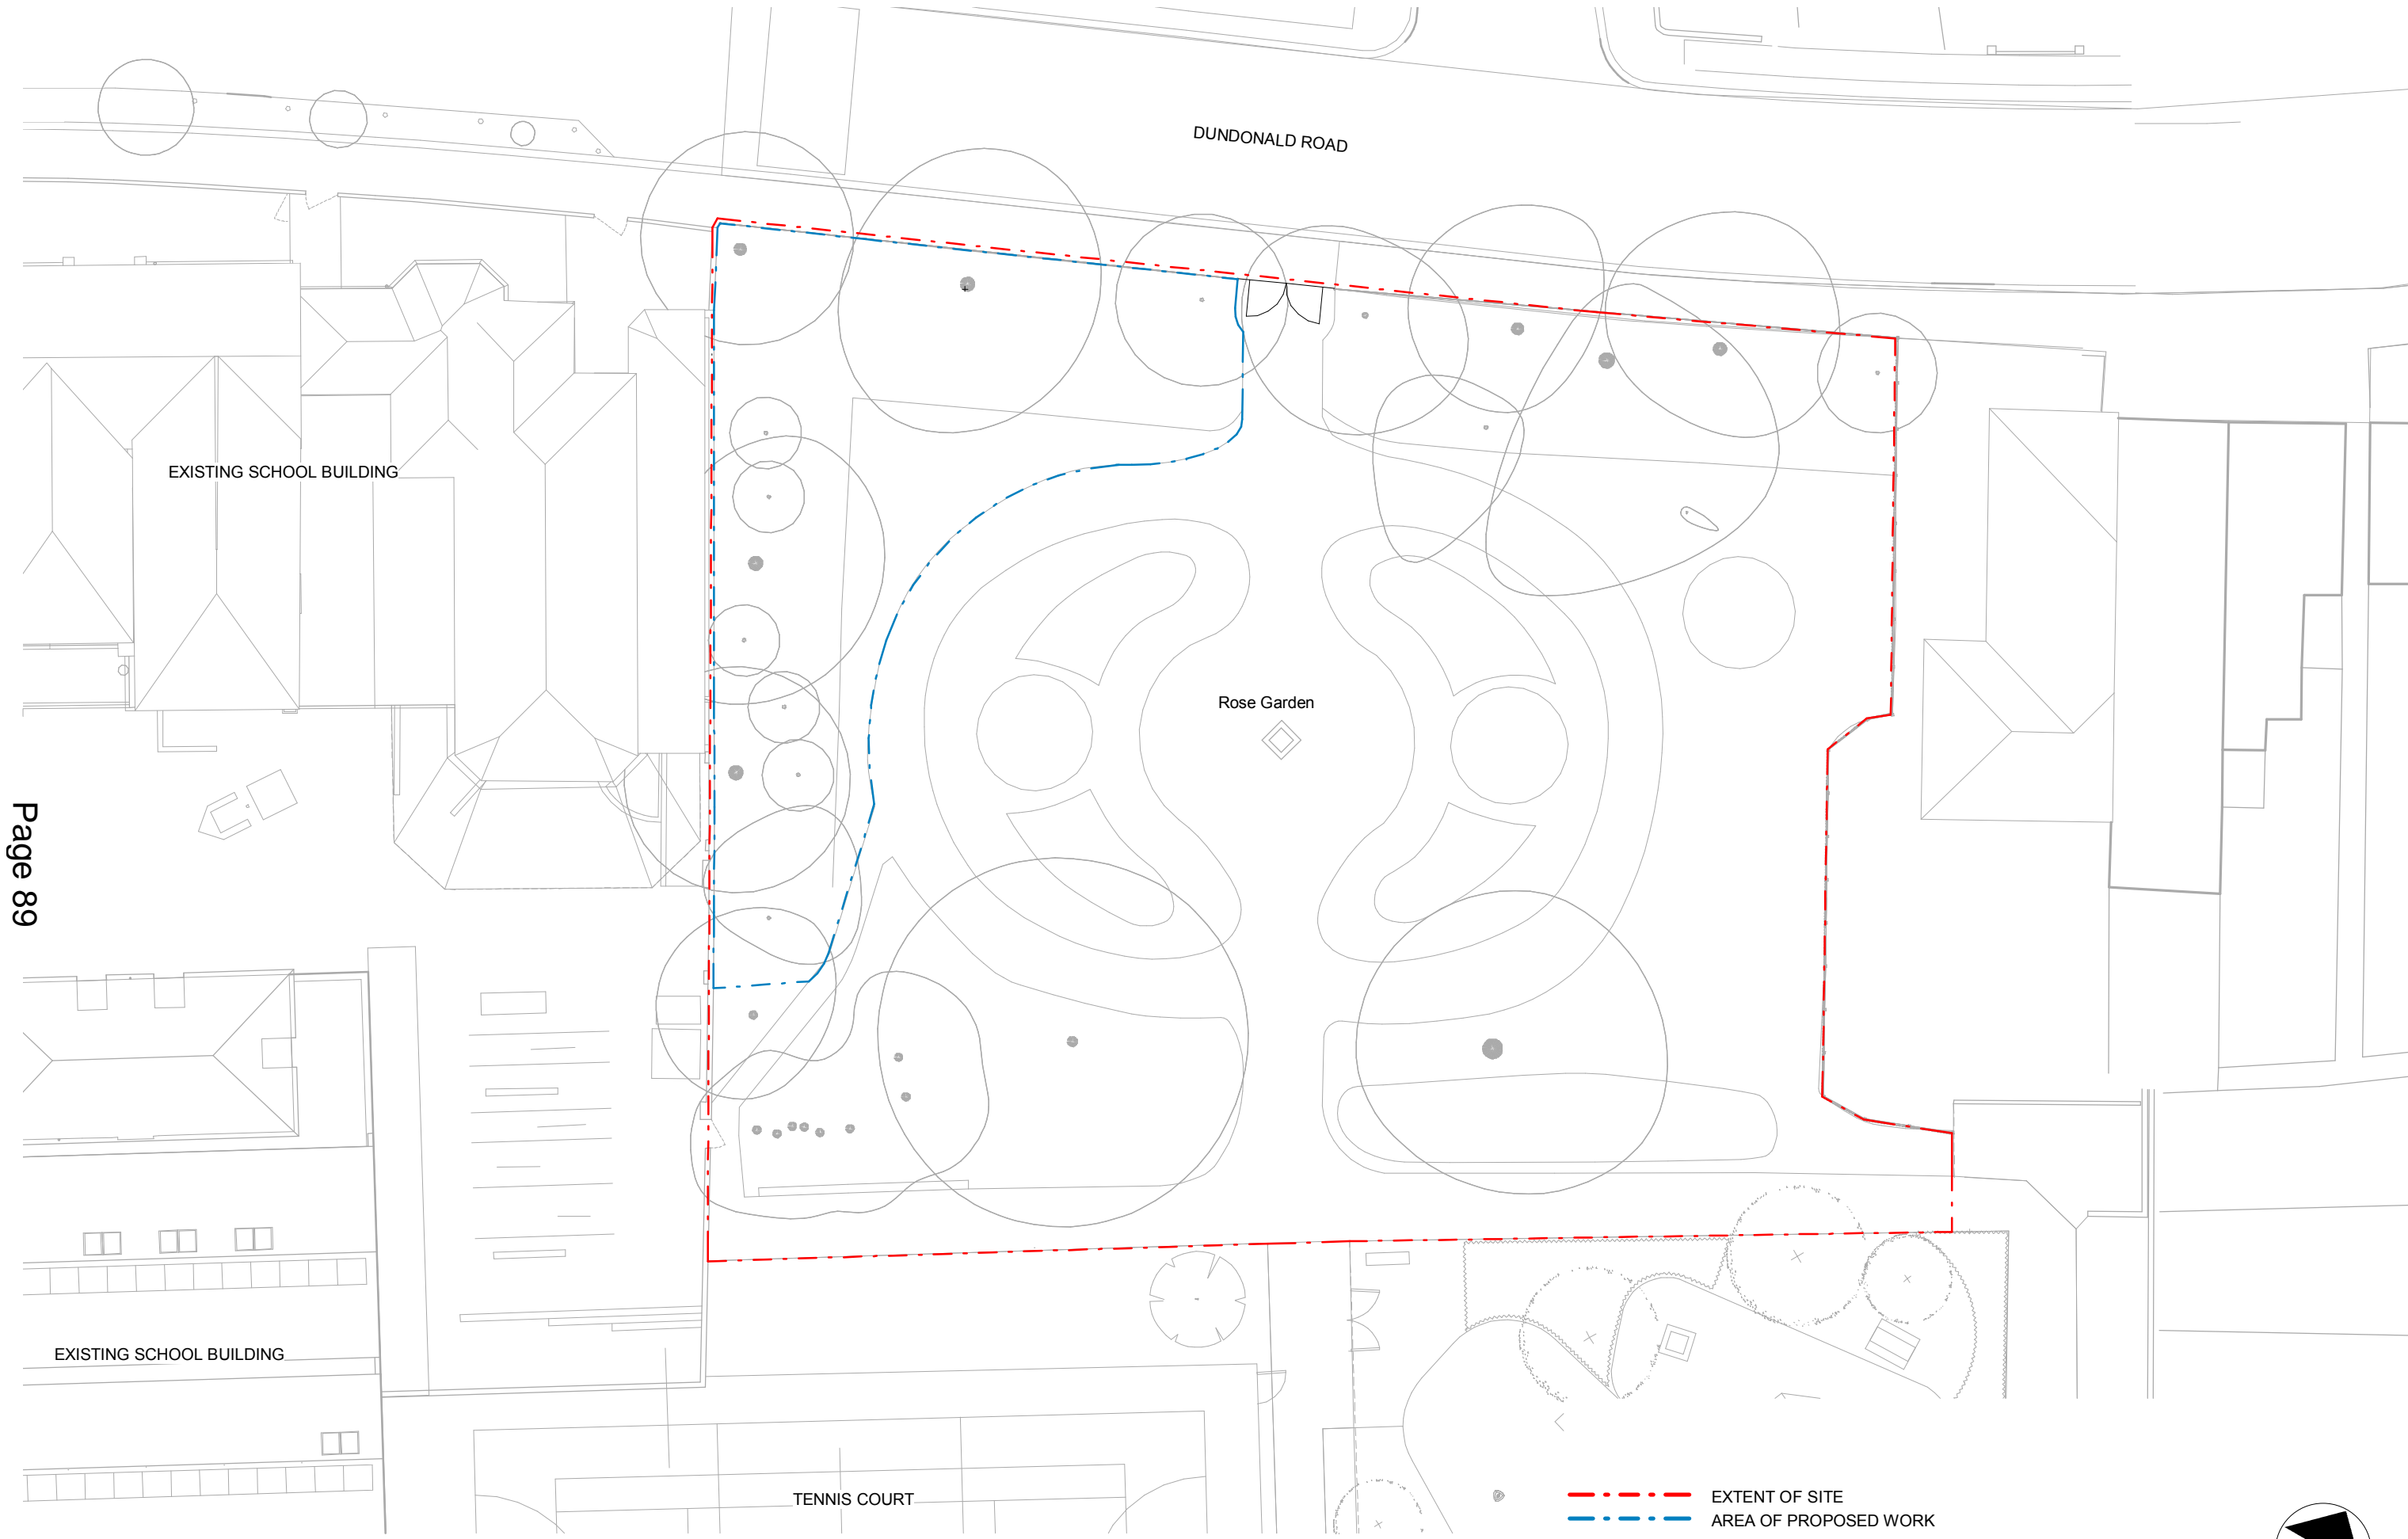 DUNDONALD ROAD
EXISTING SCHOOL BUILDING
Rose Garden
Page 89
EXISTING SCHOOL BUILDING
TENNIS COURT
EXTENT OF SITE
AREA OF PROPOSED WORK